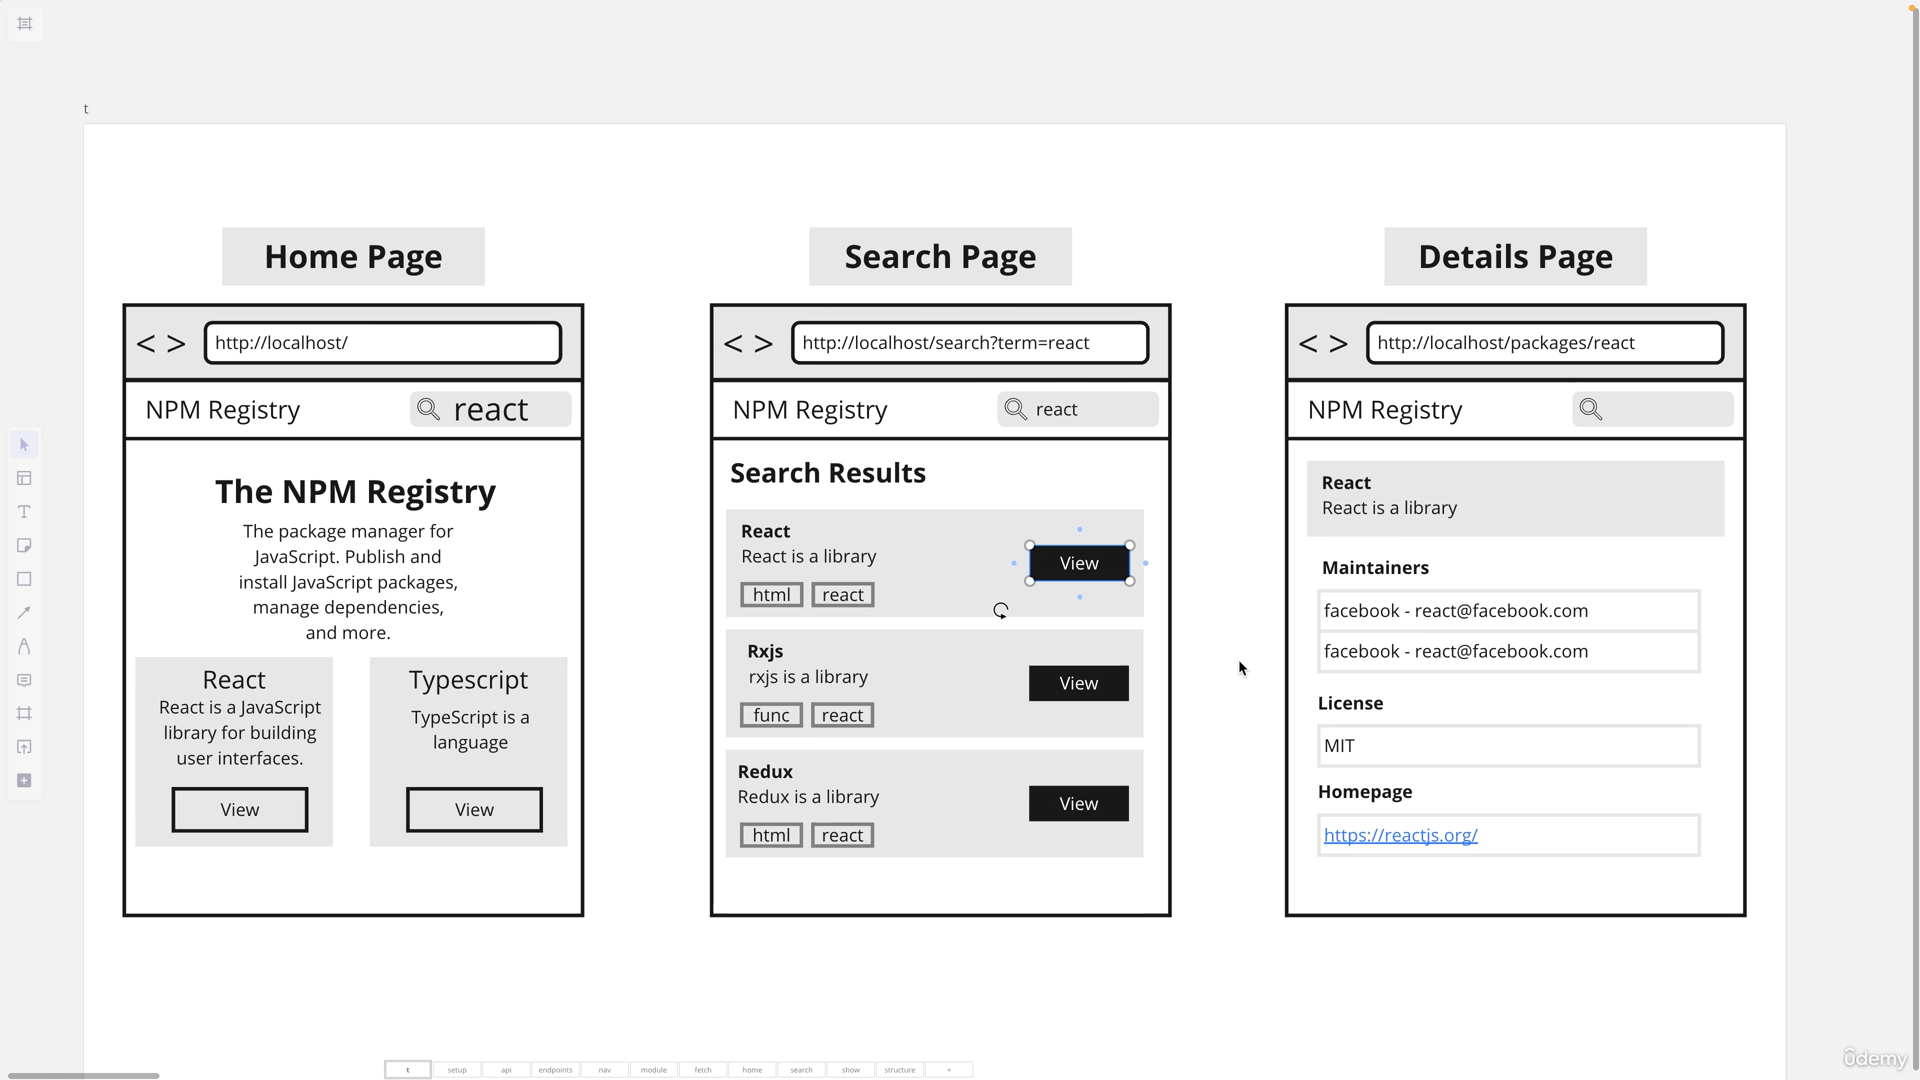 t
Home Page
< > http://localhost/
NPM Registry
react
The NPM Registry
The package manager for
JavaScript. Publish and
install JavaScript packages,
manage dependencies,
and more.
React
React is a JavaScript
library for building
user interfaces.
View
Typescript
TypeScript is a
language
View
Search Page
< > http://localhost/search?term=react
NPM Registry
react
Search Results
React
React is a library
html
react
View
Rxjs
rxjs is a library
func
react
View
Redux
Redux is a library
html
react
View
Details Page
< > http://localhost/packages/react
NPM Registry
React
React is a library
Maintainers
facebook - react@facebook.com
facebook - react@facebook.com
License
MIT
Homepage
https://reactjs.org/
t setup api endpoints nav module fetch home search show structure +
ûdemy